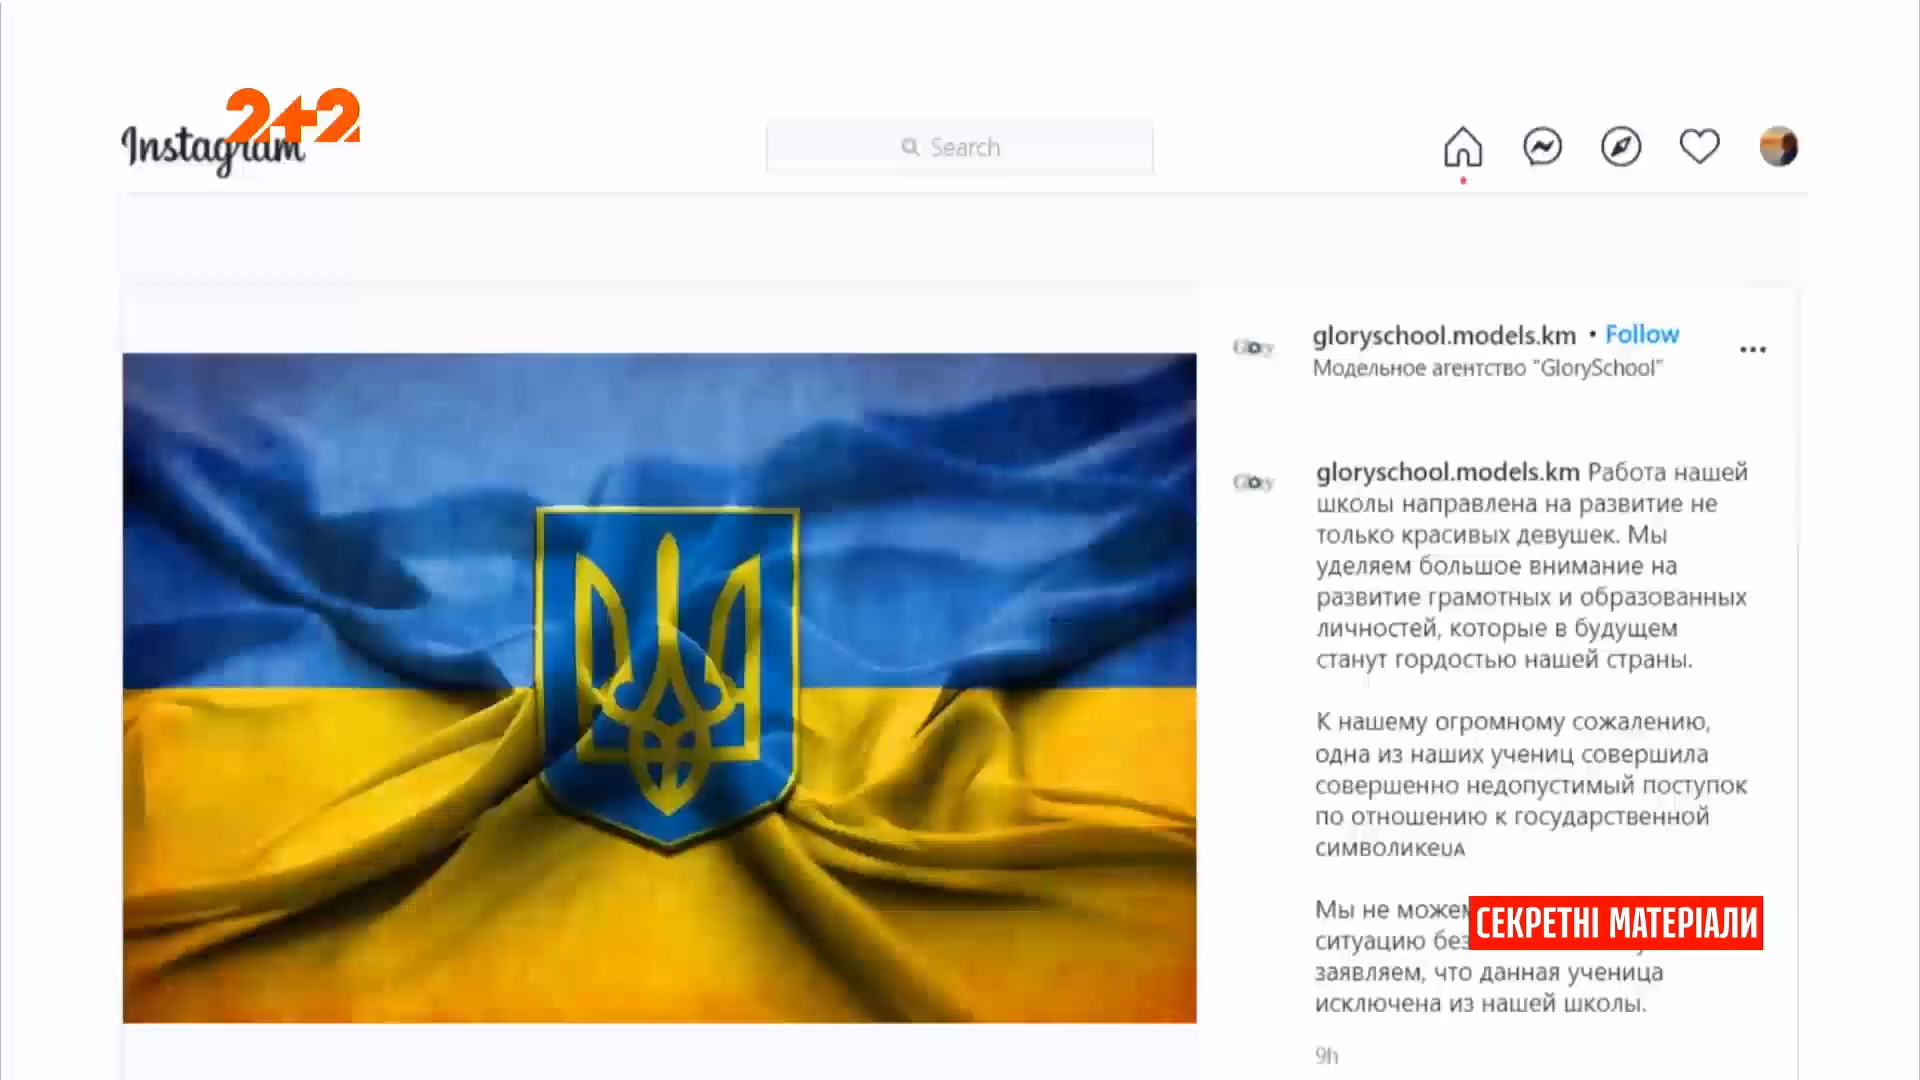 2+2
Instagram
Search
gloryschool.models.km • Follow
Модельное агентство "GlorySchool"
Glory
Glory
gloryschool.models.km Работа нашей
школы направлена на развитие не
только красивых девушек. Мы
уделяем большое внимание на
развитие грамотных и образованных
личностей, которые в будущем
станут гордостью нашей страны.
К нашему огромному сожалению,
одна из наших учениц совершила
совершенно недопустимый поступок
по отношению к государственной
символикеUA
Мы не можем
СЕКРЕТНІ МАТЕРІАЛИ
ситуацию без
заявляем, что данная ученица
исключена из нашей школы.
9h